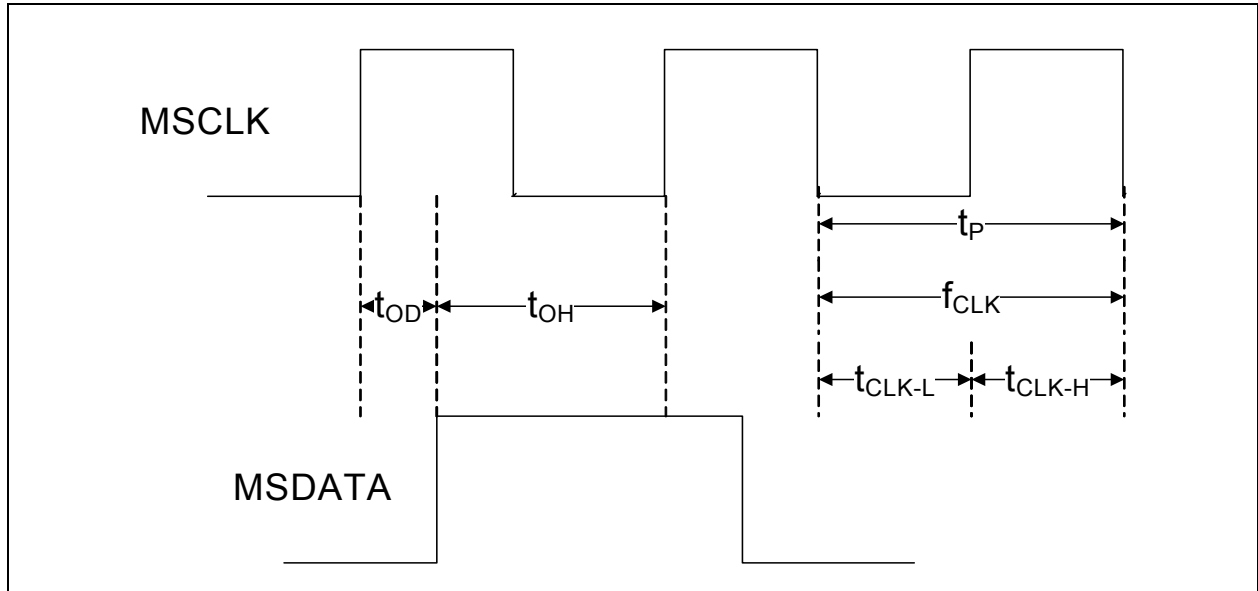 MSCLK
tP
fCLK
tOD
tOH
tCLK-L
tCLK-H
MSDATA